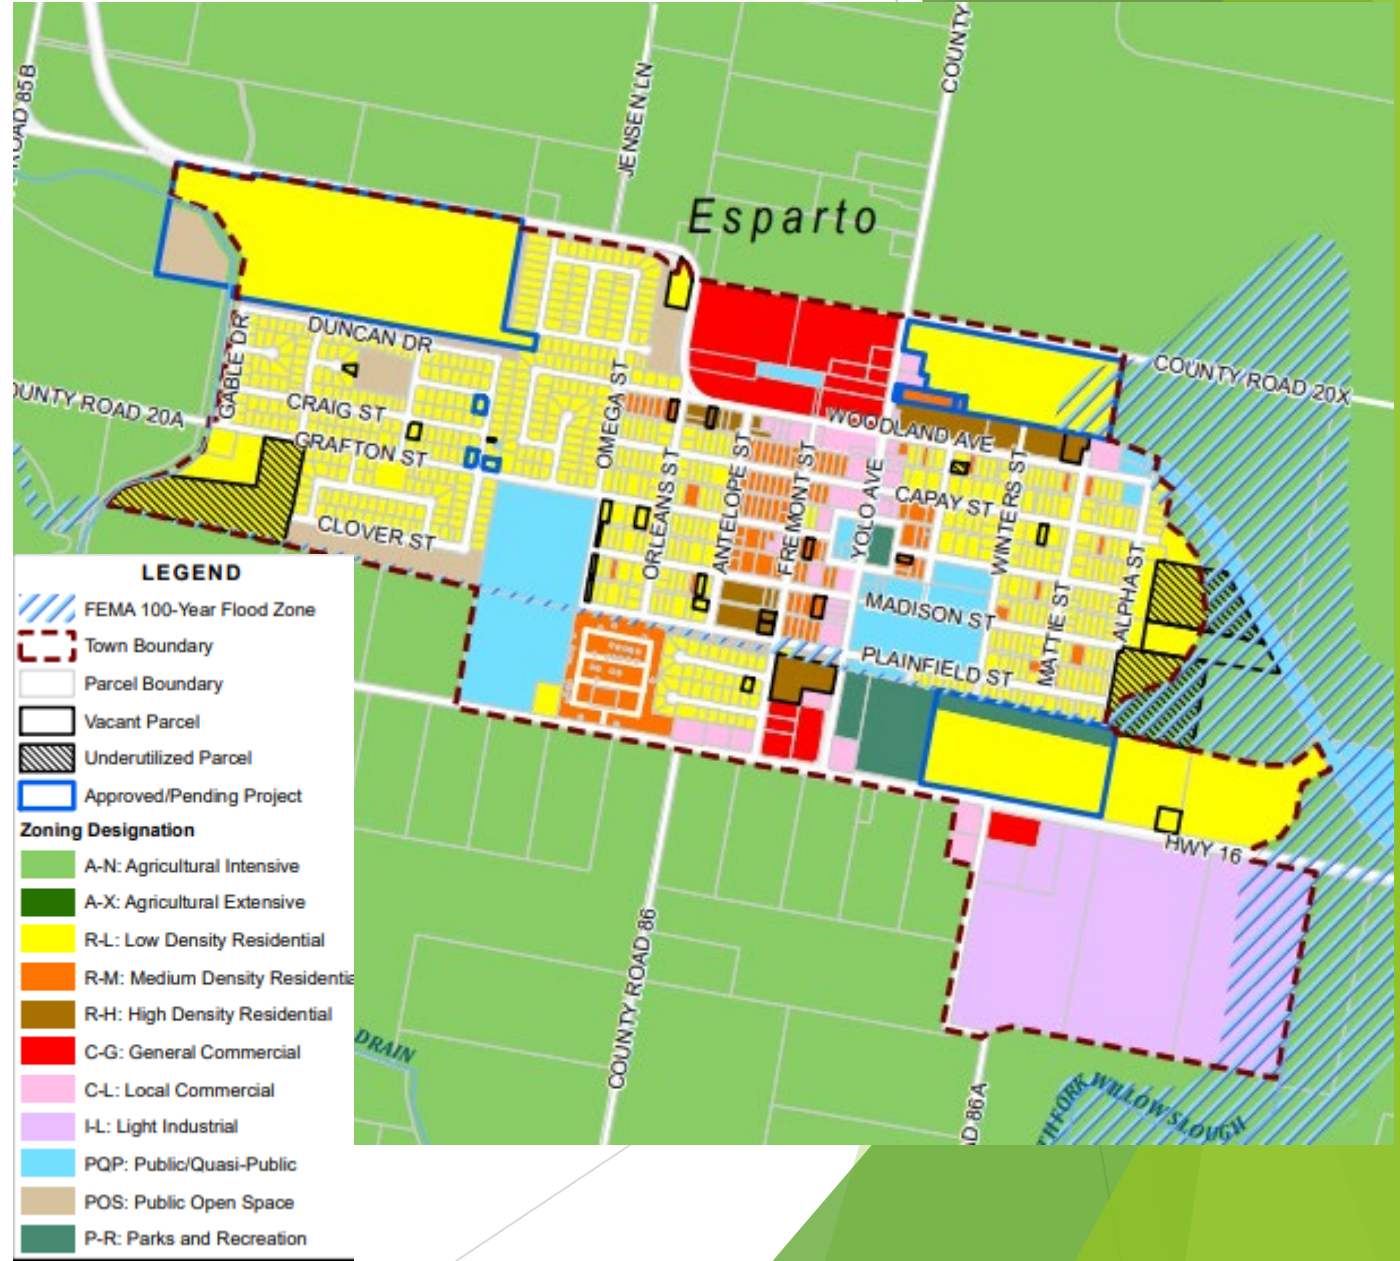 COUNTY
JENSEN LN
ROAD 85B
Esparto
DUNCAN DR
GABLE DR
COUNTY ROAD 20X
OUNTY ROAD 20A
CRAIG ST
OMEGA ST
WOODLAND AVE
GRAFTON ST
ORLEANS ST
ANTELOPE ST
FREMONT ST
YOLO AVE
CAPAY ST
WINTERS ST
CLOVER ST
MADISON ST
MATTIE ST
ALPHA ST
PLAINFIELD ST
HWY 16
COUNTY ROAD 86
DRAIN
AD 86A
TH FORK WILLOW SLOUGH
LEGEND
FEMA 100-Year Flood Zone
Town Boundary
Parcel Boundary
Vacant Parcel
Underutilized Parcel
Approved/Pending Project
Zoning Designation
A-N: Agricultural Intensive
A-X: Agricultural Extensive
R-L: Low Density Residential
R-M: Medium Density Residentia
R-H: High Density Residential
C-G: General Commercial
C-L: Local Commercial
I-L: Light Industrial
PQP: Public/Quasi-Public
POS: Public Open Space
P-R: Parks and Recreation